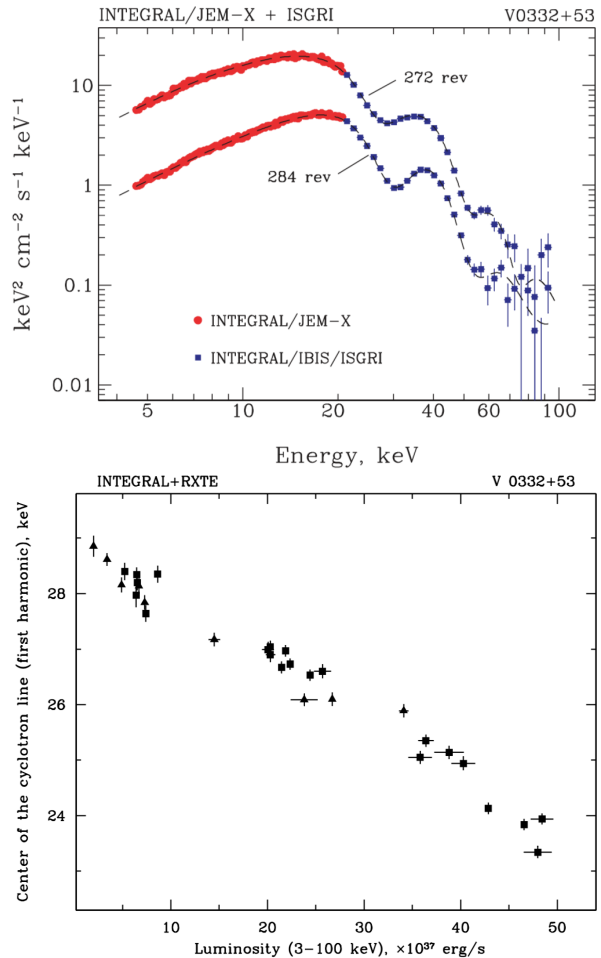 INTEGRAL/JEM-X + ISGRI V0332+53
keV² cm⁻² s⁻¹ keV⁻¹
10
1
0.1
0.01
272 rev
284 rev
INTEGRAL/JEM-X
INTEGRAL/IBIS/ISGRI
5 10 20 40 60 100
Energy, keV
INTEGRAL+RXTE V 0332+53
Center of the cyclotron line (first harmonic), keV
28
26
24
10 20 30 40 50
Luminosity (3-100 keV), ×10³⁷ erg/s